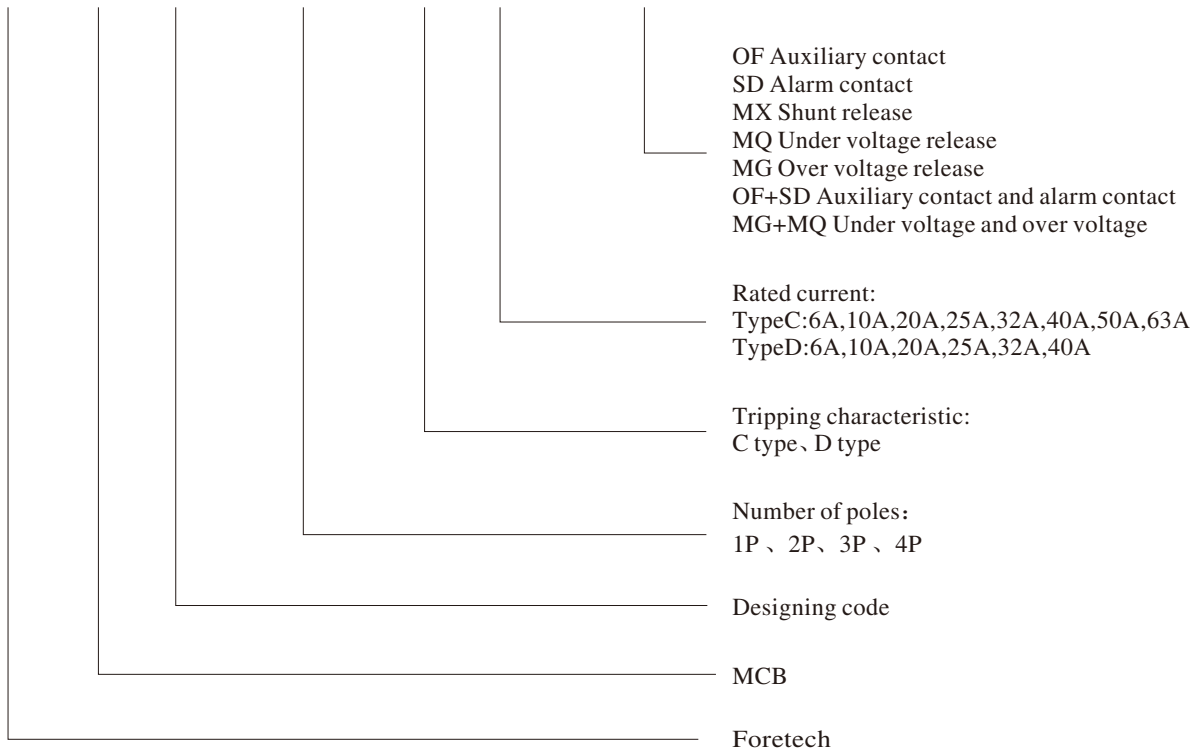 OF Auxiliary contact
SD Alarm contact
MX Shunt release
MQ Under voltage release
MG Over voltage release
OF+SD Auxiliary contact and alarm contact
MG+MQ Under voltage and over voltage
Rated current:
TypeC:6A,10A,20A,25A,32A,40A,50A,63A
TypeD:6A,10A,20A,25A,32A,40A
Tripping characteristic:
C type、D type
Number of poles：
1P 、2P、3P 、4P
Designing code
MCB
Foretech